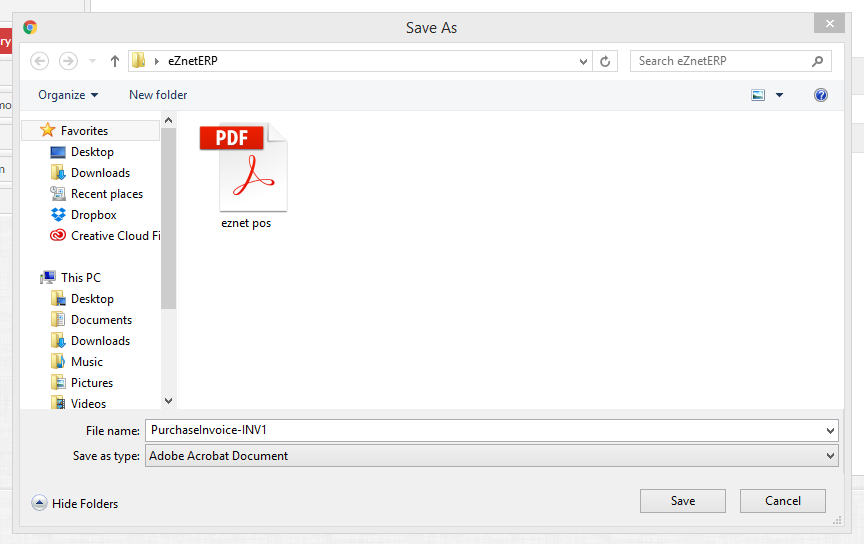 Save As
ry
eZnetERP
Search eZnetERP
Organize
New folder
mo
Favorites
Desktop
Downloads
Recent places
Dropbox
Creative Cloud Fi
This PC
Desktop
Documents
Downloads
Music
Pictures
Videos
PDF
eznet pos
File name: PurchaseInvoice-INV1
Save as type: Adobe Acrobat Document
Hide Folders
Save
Cancel